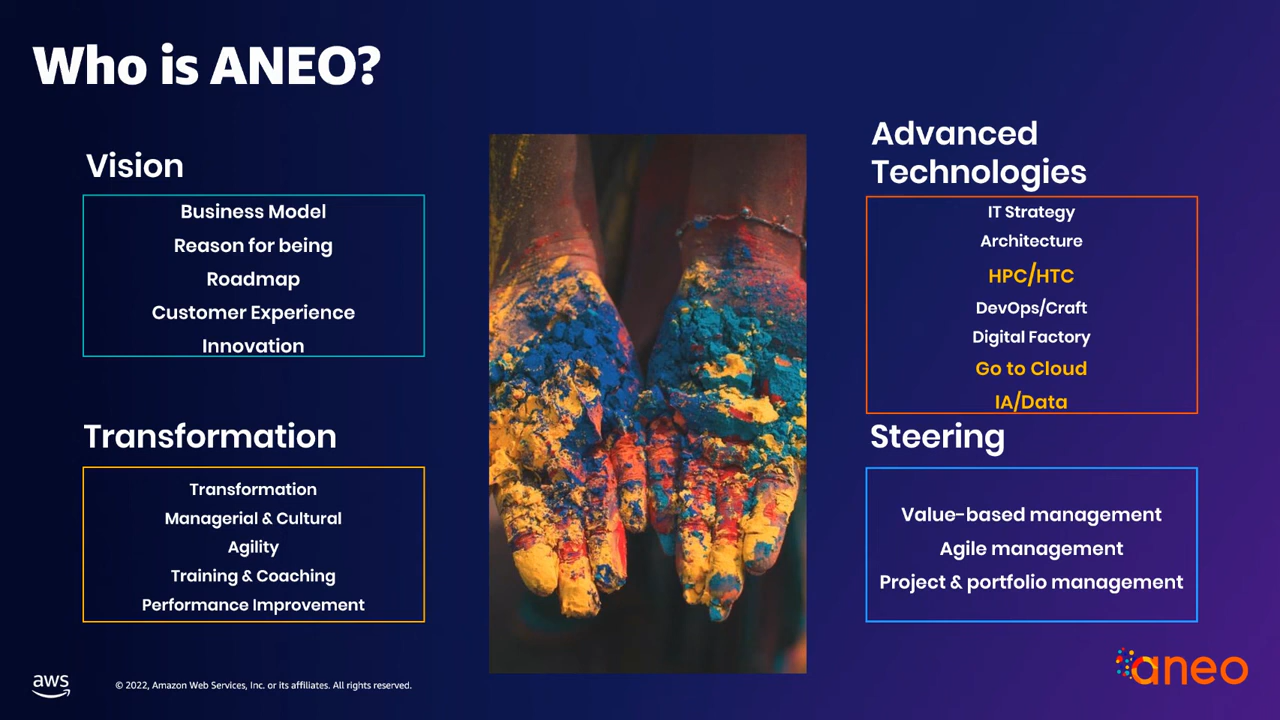 Who is ANEO?
Vision
Business Model
Reason for being
Roadmap
Customer Experience
Innovation
Transformation
Transformation
Managerial & Cultural
Agility
Training & Coaching
Performance Improvement
Advanced
Technologies
IT Strategy
Architecture
HPC/HTC
DevOps/Craft
Digital Factory
Go to Cloud
IA/Data
Steering
Value-based management
Agile management
Project & portfolio management
aws
© 2022, Amazon Web Services, Inc. or its affiliates. All rights reserved.
aneo